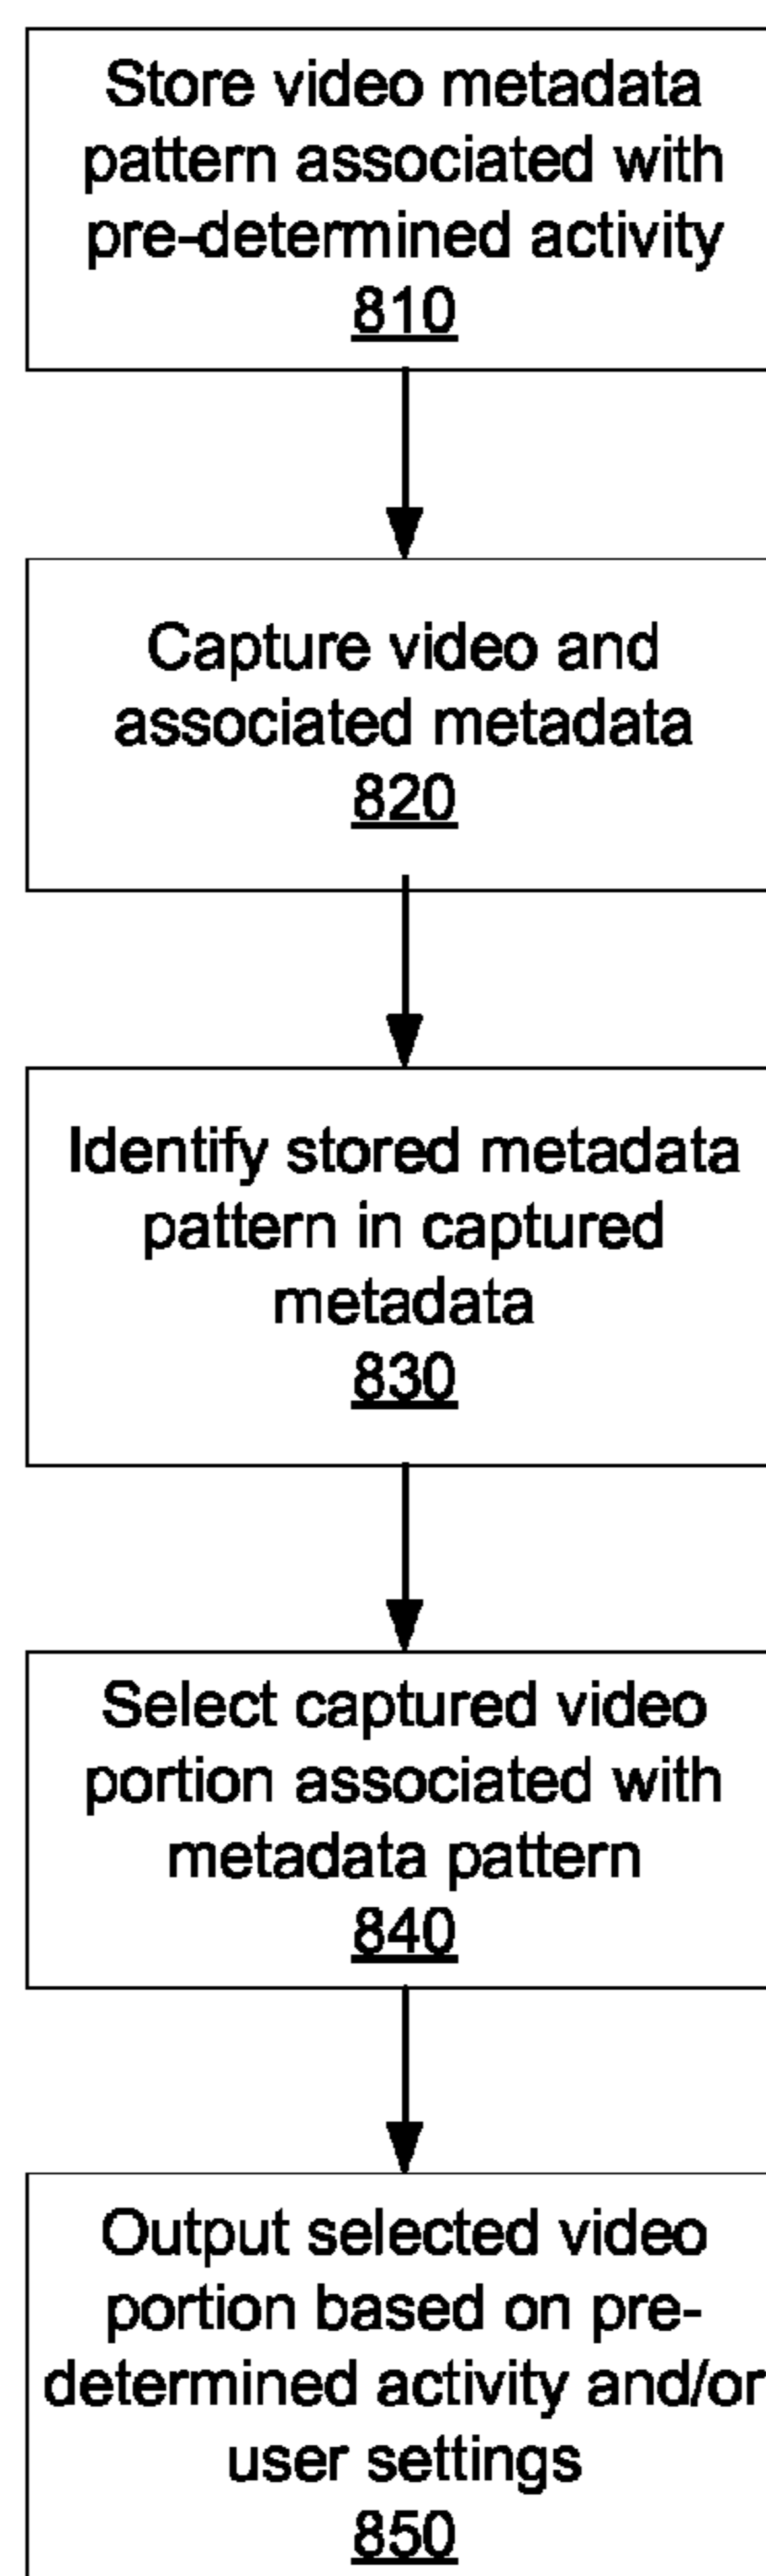 Store video metadata
pattern associated with
pre-determined activity
810
Capture video and
associated metadata
820
Identify stored metadata
pattern in captured
metadata
830
Select captured video
portion associated with
metadata pattern
840
Output selected video
portion based on pre-
determined activity and/or
user settings
850